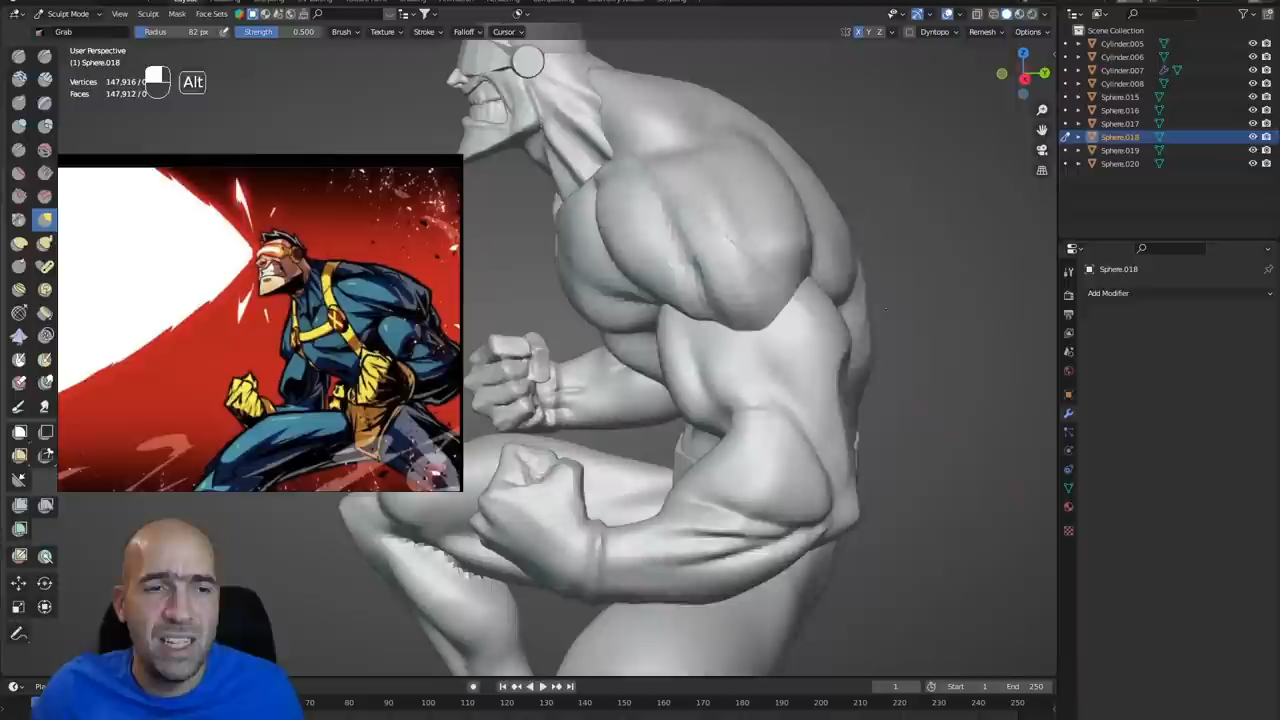 Sculpt Mode
View
Sculpt
Mask
Face Sets
Grab
Radius
82 px
Strength
0.500
Brush
Texture
Stroke
Falloff
Cursor
X
Y
Z
Dyntopo
Remesh
Options
User Perspective
(1) Sphere.018
Vertices 147,916 / 0
Faces 147,912 / 0
Alt
Z
Y
X
Scene Collection
Cylinder.005
Cylinder.006
Cylinder.007
Cylinder.008
Sphere.015
Sphere.016
Sphere.017
Sphere.018
Sphere.019
Sphere.020
Sphere.018
Add Modifier
1
Start
1
End
250
70
80
90
100
110
120
130
140
150
160
170
180
190
200
210
220
230
240
250